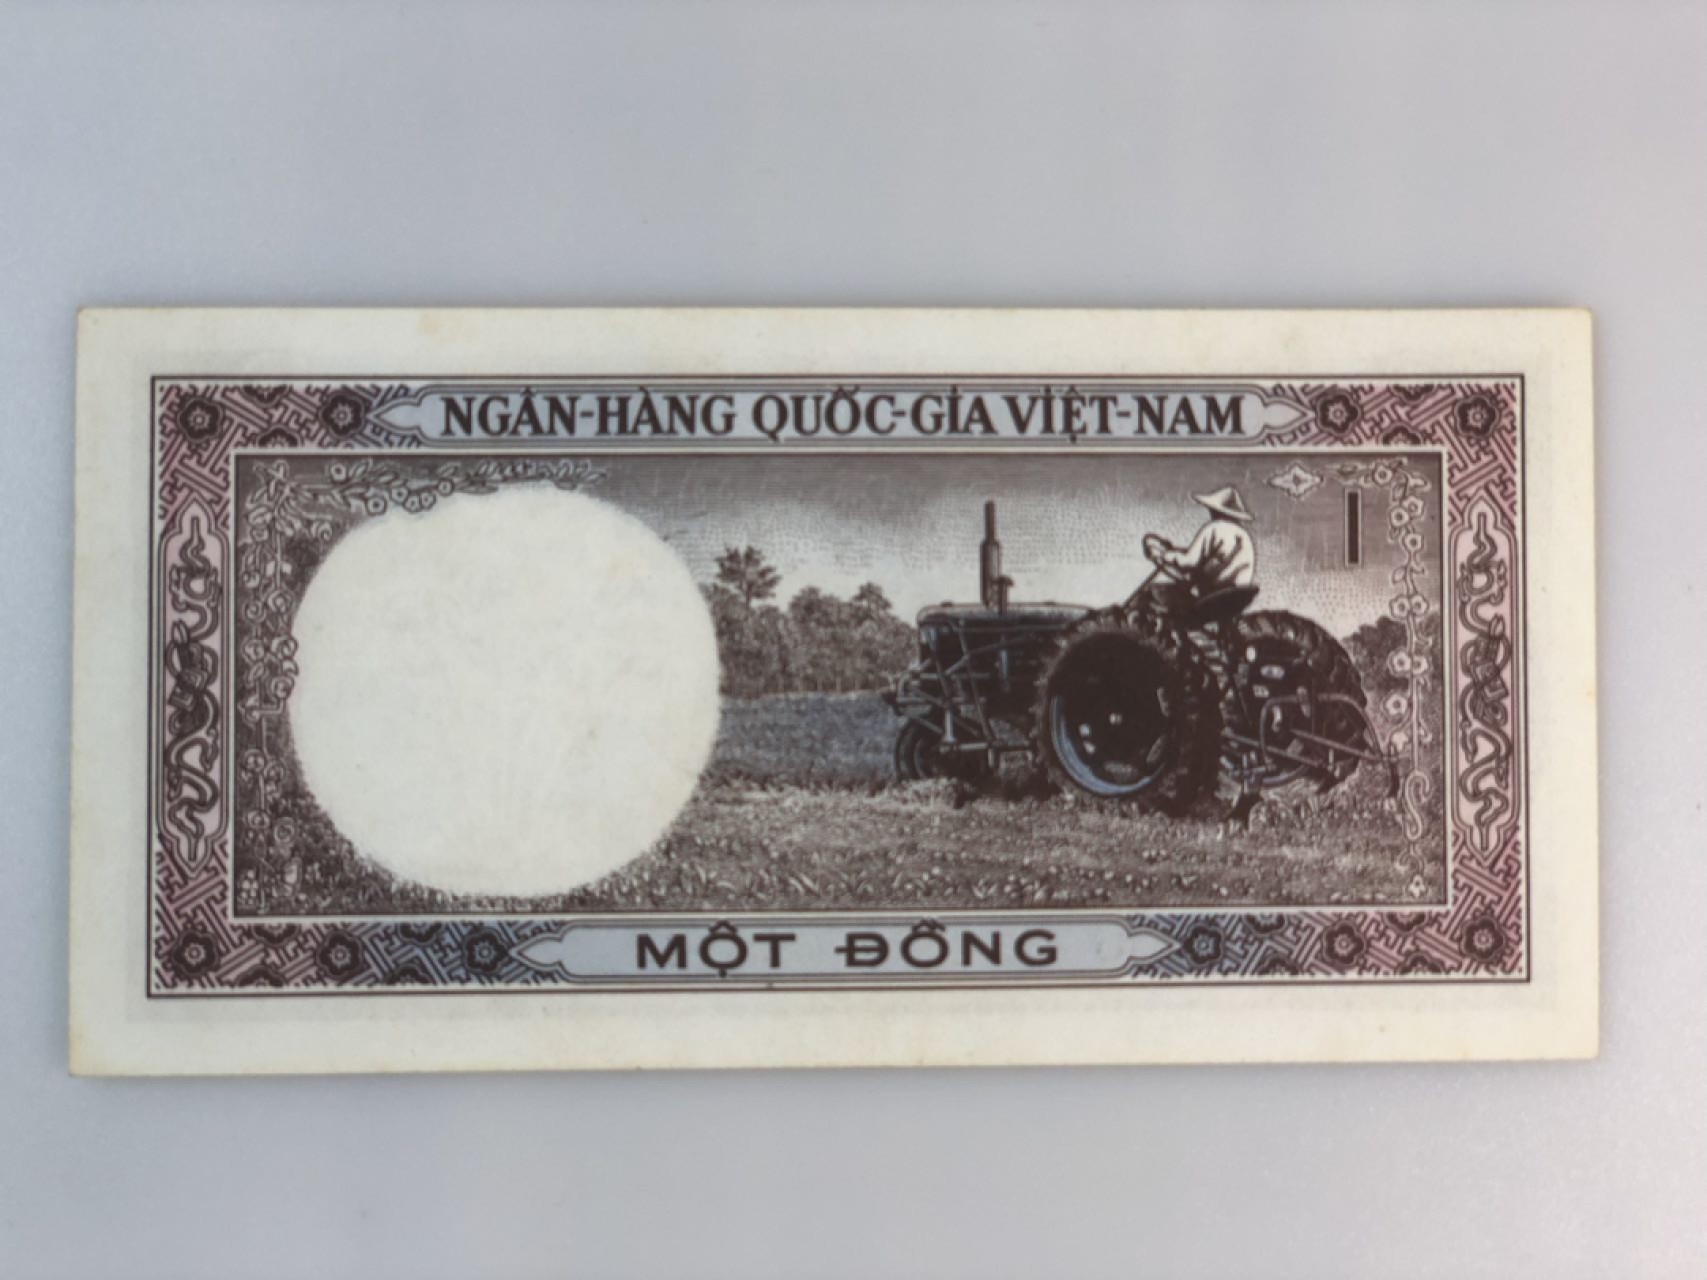 NGÂN-HÀNG QUỐC-GIA VIỆT-NAM
1
MỘT ĐỒNG